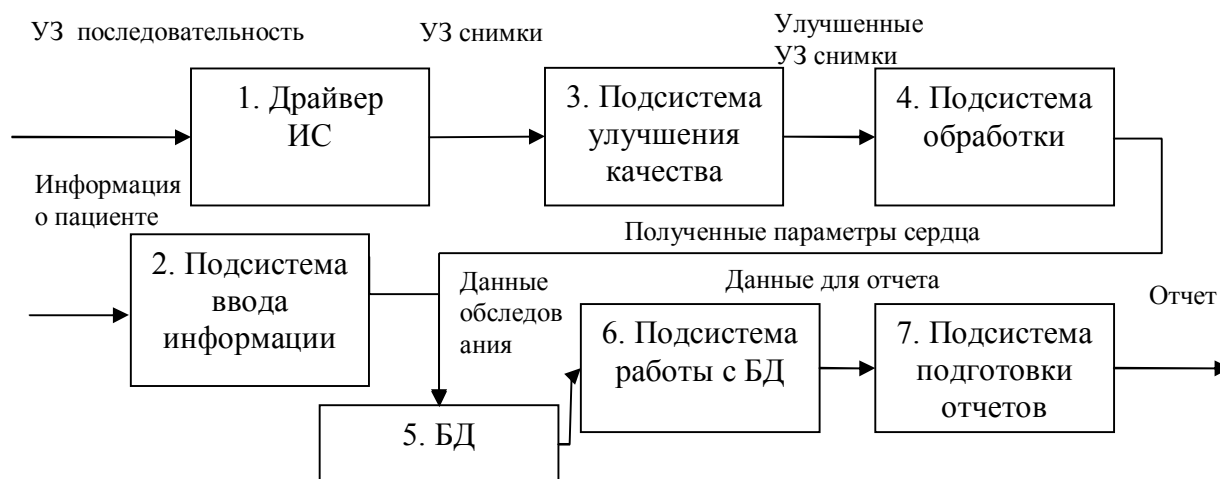 УЗ последовательность
УЗ снимки
Улучшенные
УЗ снимки
1. Драйвер
ИС
3. Подсистема
улучшения
качества
4. Подсистема
обработки
Информация
о пациенте
Полученные параметры сердца
2. Подсистема
ввода
информации
Данные
обследов
ания
Данные для отчета
Отчет
6. Подсистема
работы с БД
7. Подсистема
подготовки
отчетов
5. БД